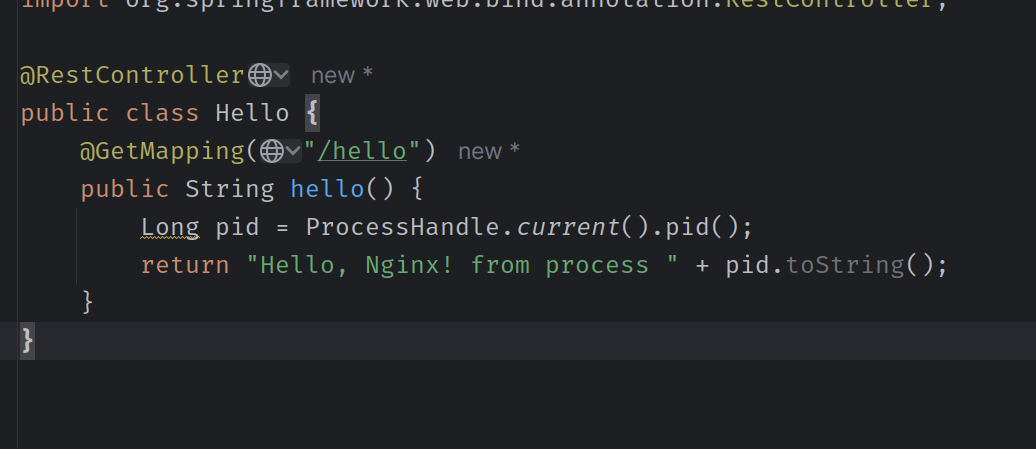 import org.springframework.web.bind.annotation.RestController;
@RestController new *
public class Hello {
@GetMapping("/hello") new *
public String hello() {
Long pid = ProcessHandle.current().pid();
return "Hello, Nginx! from process " + pid.toString();
}
}